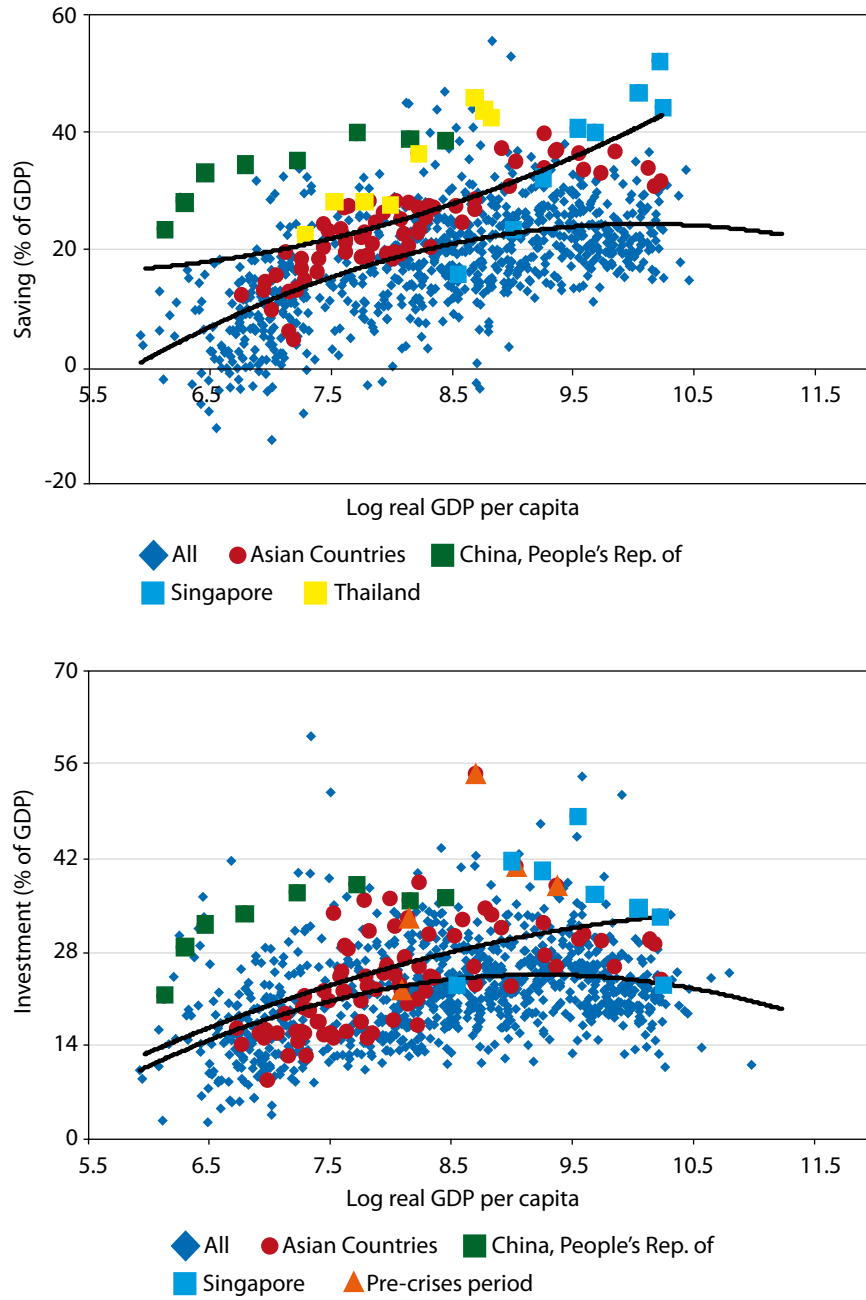 Saving (% of GDP)
60
40
20
0
-20
5.5 6.5 7.5 8.5 9.5 10.5 11.5
Log real GDP per capita
All Asian Countries China, People's Rep. of
Singapore Thailand
Investment (% of GDP)
70
56
42
28
14
0
5.5 6.5 7.5 8.5 9.5 10.5 11.5
Log real GDP per capita
All Asian Countries China, People's Rep. of
Singapore Pre-crises period